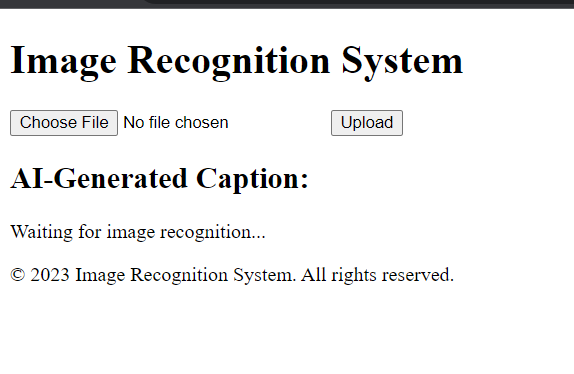 Image Recognition System
Choose File No file chosen Upload
AI-Generated Caption:
Waiting for image recognition...
© 2023 Image Recognition System. All rights reserved.